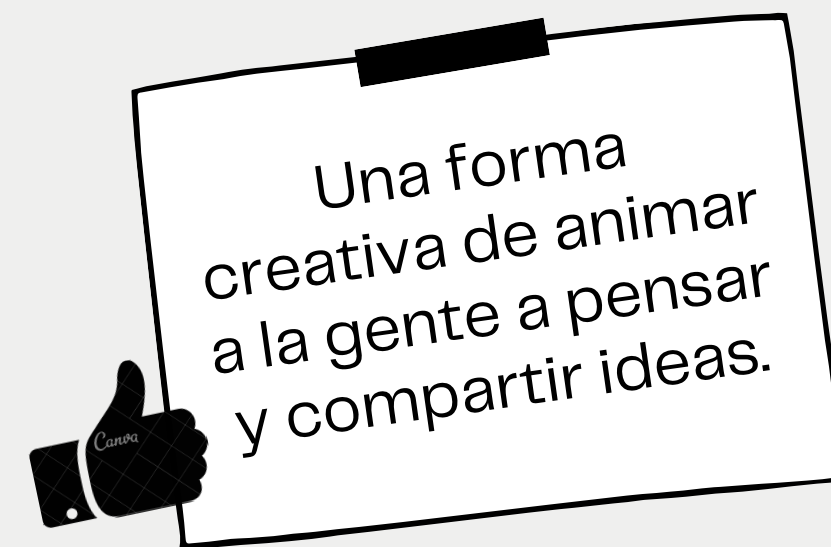 Una forma
creativa de animar
a la gente a pensar
y compartir ideas.
Canva